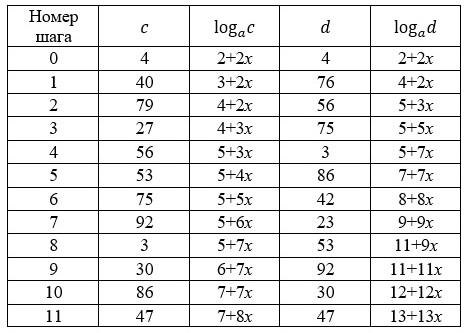 Номер шага c logₐc d logₐd
0 4 2+2x 4 2+2x
1 40 3+2x 76 4+2x
2 79 4+2x 56 5+3x
3 27 4+3x 75 5+5x
4 56 5+3x 3 5+7x
5 53 5+4x 86 7+7x
6 75 5+5x 42 8+8x
7 92 5+6x 23 9+9x
8 3 5+7x 53 11+9x
9 30 6+7x 92 11+11x
10 86 7+7x 30 12+12x
11 47 7+8x 47 13+13x